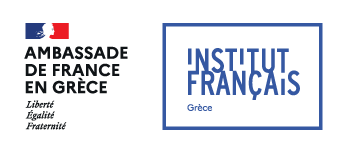 AMBASSADE
DE FRANCE
EN GRÈCE
Liberté
Égalité
Fraternité
INSTITUT
FRANÇAIS
Grèce